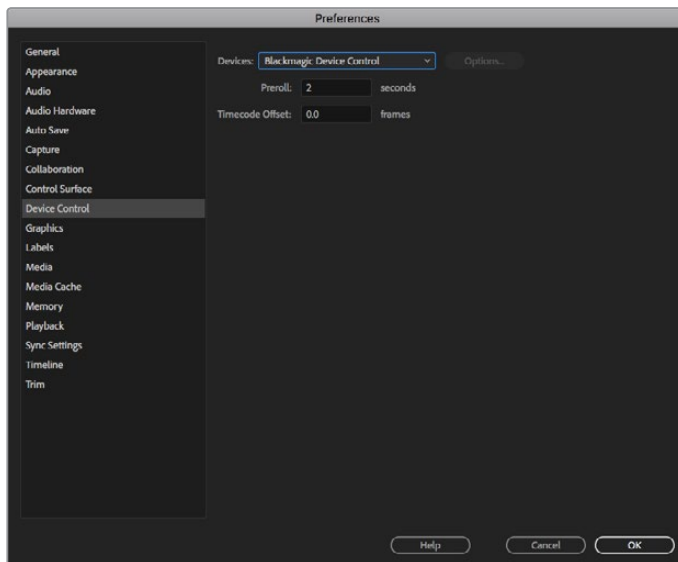 Preferences
General
Appearance
Audio
Audio Hardware
Auto Save
Capture
Collaboration
Control Surface
Device Control
Graphics
Labels
Media
Media Cache
Memory
Playback
Sync Settings
Timeline
Trim
Devices: Blackmagic Device Control Options...
Preroll: 2 seconds
Timecode Offset: 0.0 frames
Help Cancel OK